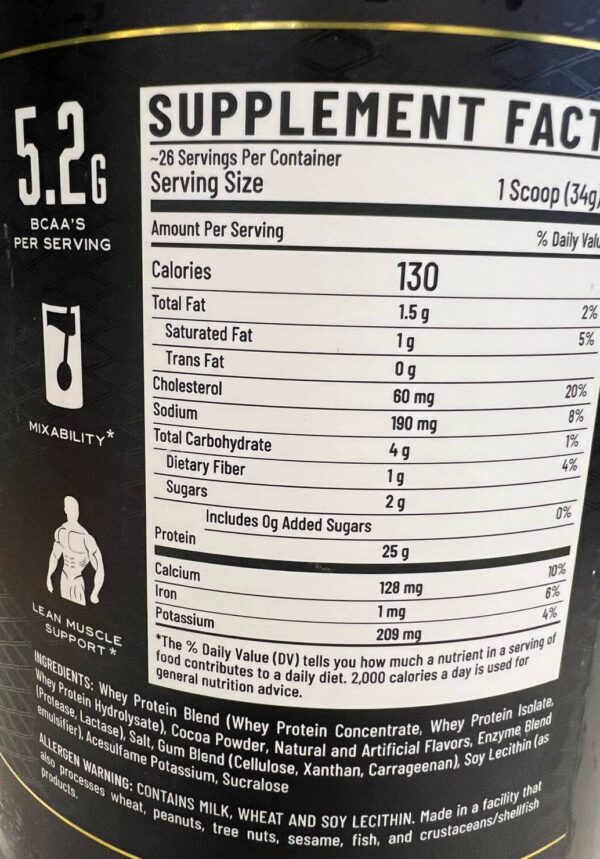 5.2G
BCAA'S
PER SERVING
MIXABILITY*
LEAN MUSCLE
SUPPORT*
SUPPLEMENT FACT
~26 Servings Per Container
Serving Size 1 Scoop (34g)
Amount Per Serving % Daily Valu
Calories 130
Total Fat 1.5 g 2%
Saturated Fat 1 g 5%
Trans Fat 0 g
Cholesterol 60 mg 20%
Sodium 190 mg 8%
Total Carbohydrate 4 g 1%
Dietary Fiber 1 g 4%
Sugars 2 g
Includes 0g Added Sugars 0%
Protein 25 g
Calcium 128 mg 10%
Iron 1 mg 6%
Potassium 209 mg 4%
*The % Daily Value (DV) tells you how much a nutrient in a serving of
food contributes to a daily diet. 2,000 calories a day is used for
general nutrition advice.
INGREDIENTS: Whey Protein Blend (Whey Protein Concentrate, Whey Protein Isolate,
Whey Protein Hydrolysate), Cocoa Powder, Natural and Artificial Flavors, Enzyme Blend
(Protease, Lactase), Salt, Gum Blend (Cellulose, Xanthan, Carrageenan), Soy Lecithin (as
emulsifier), Acesulfame Potassium, Sucralose
ALLERGEN WARNING: CONTAINS MILK, WHEAT AND SOY LECITHIN. Made in a facility that
also processes wheat, peanuts, tree nuts, sesame, fish, and crustaceans/shellfish
products.